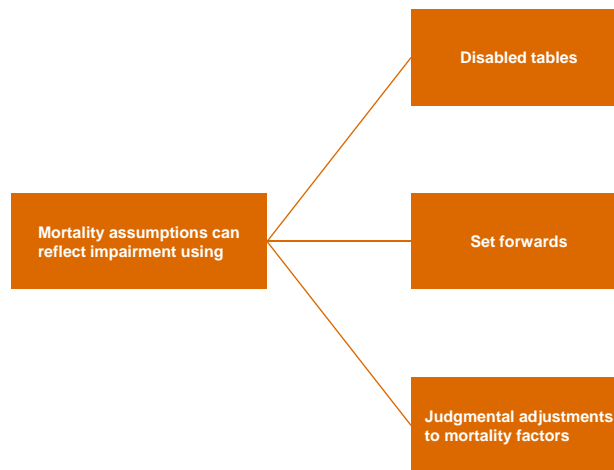 Disabled tables
Mortality assumptions can
reflect impairment using
Set forwards
Judgmental adjustments
to mortality factors